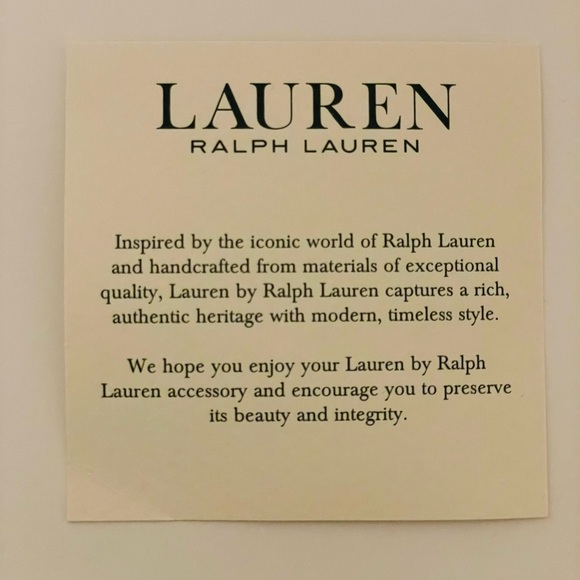 LAUREN
RALPH LAUREN
Inspired by the iconic world of Ralph Lauren
and handcrafted from materials of exceptional
quality, Lauren by Ralph Lauren captures a rich,
authentic heritage with modern, timeless style.
We hope you enjoy your Lauren by Ralph
Lauren accessory and encourage you to preserve
its beauty and integrity.